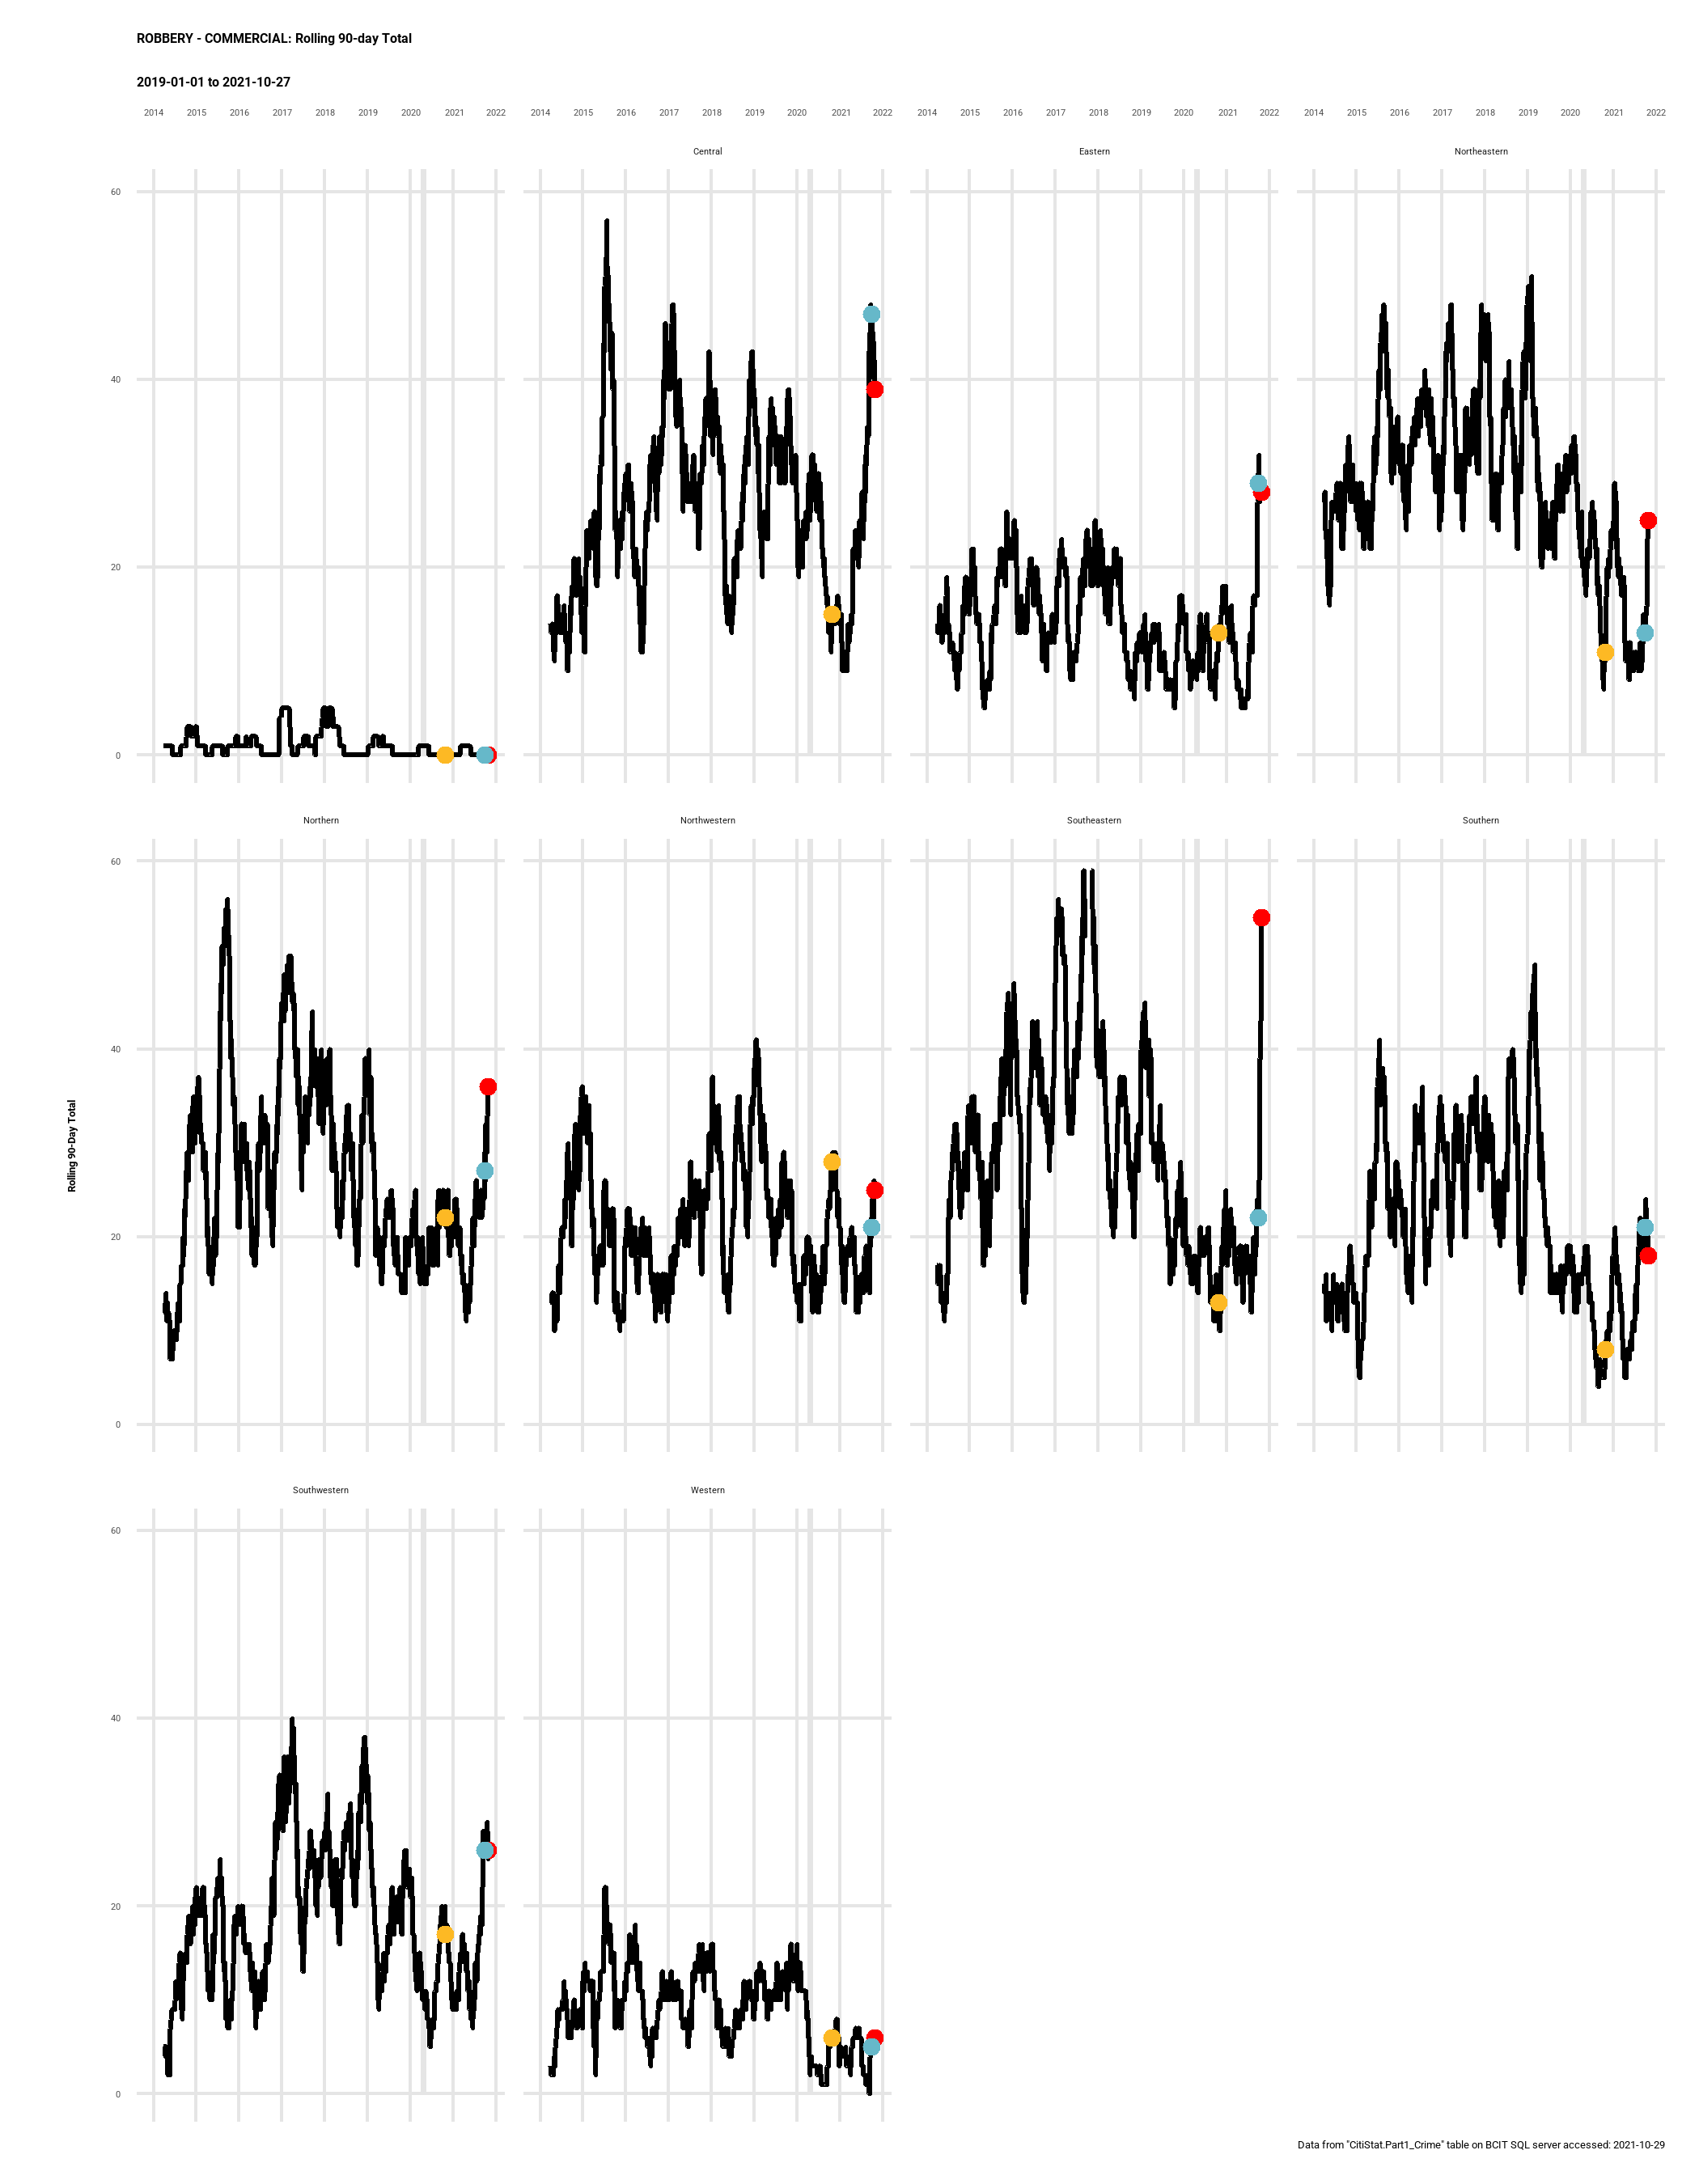 ROBBERY - COMMERCIAL: Rolling 90-day Total
2019-01-01 to 2021-10-27
2014 2015 2016 2017 2018 2019 2020 2021 2022 2014 2015 2016 2017 2018 2019 2020 2021 2022 2014 2015 2016 2017 2018 2019 2020 2021 2022 2014 2015 2016 2017 2018 2019 2020 2021 2022
Central Eastern Northeastern
60
40
20
0
Northern Northwestern Southeastern Southern
60
40
Rolling 90-Day Total
20
0
Southwestern Western
60
40
20
0
Data from "CitiStat.Part1_Crime" table on BCIT SQL server accessed: 2021-10-29